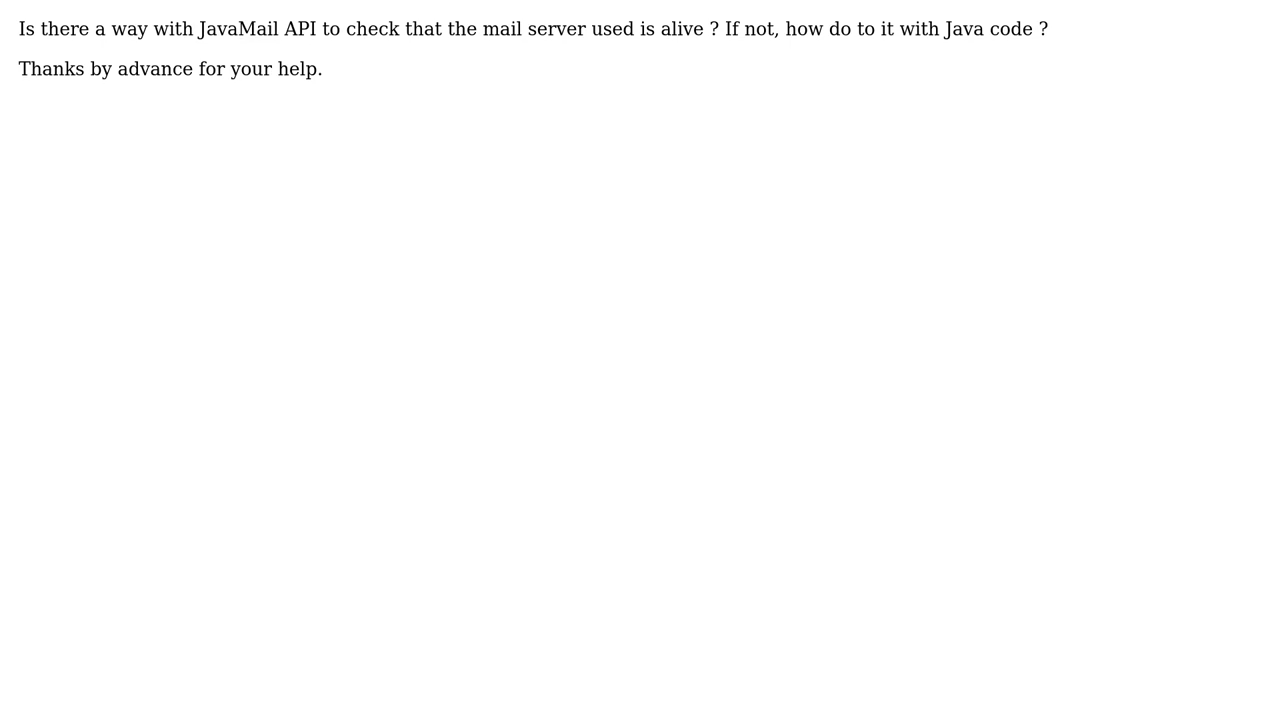 Is there a way with JavaMail API to check that the mail server used is alive ? If not, how do to it with Java code ?
Thanks by advance for your help.